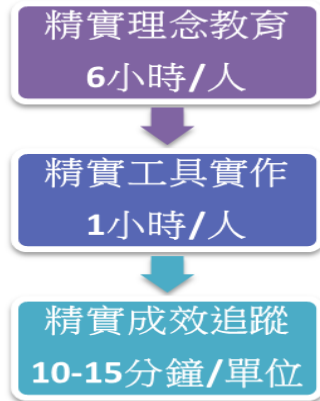 精實理念教育
6小時/人
精實工具實作
1小時/人
精實成效追蹤
10-15分鐘/單位